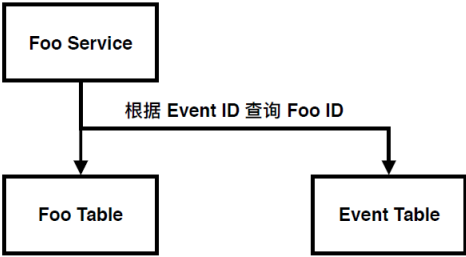 Foo Service
根据 Event ID 查询 Foo ID
Foo Table
Event Table